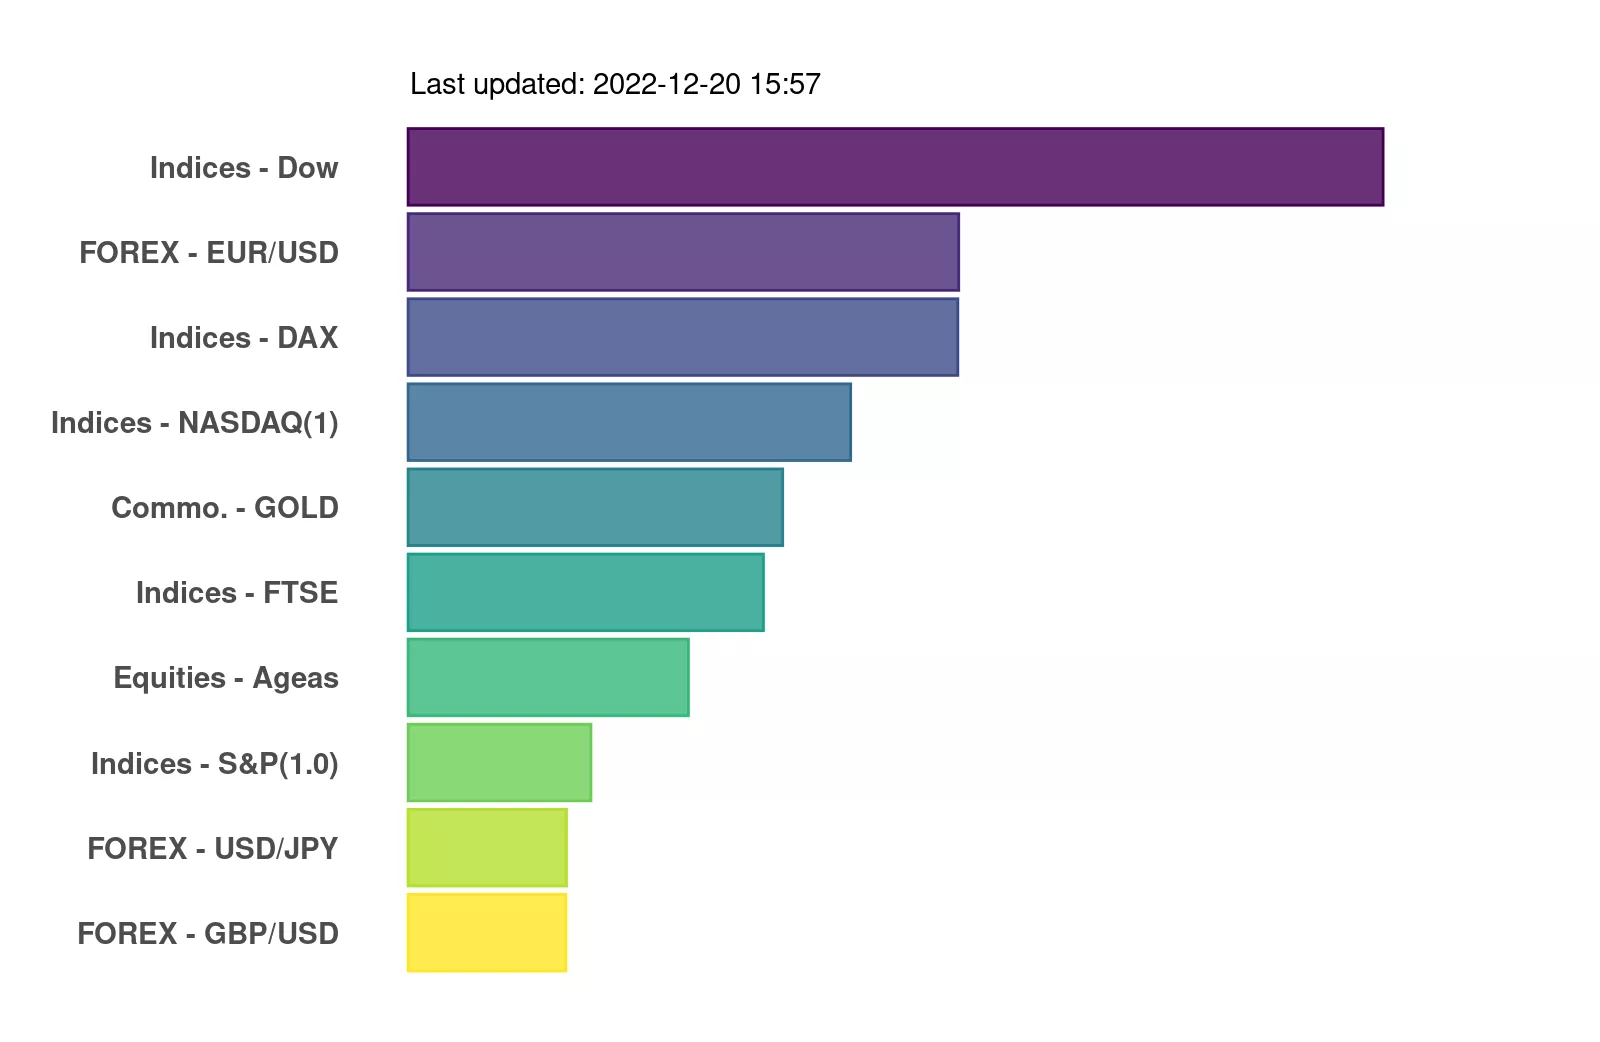 Last updated: 2022-12-20 15:57
Indices - Dow
FOREX - EUR/USD
Indices - DAX
Indices - NASDAQ(1)
Commo. - GOLD
Indices - FTSE
Equities - Ageas
Indices - S&P(1.0)
FOREX - USD/JPY
FOREX - GBP/USD